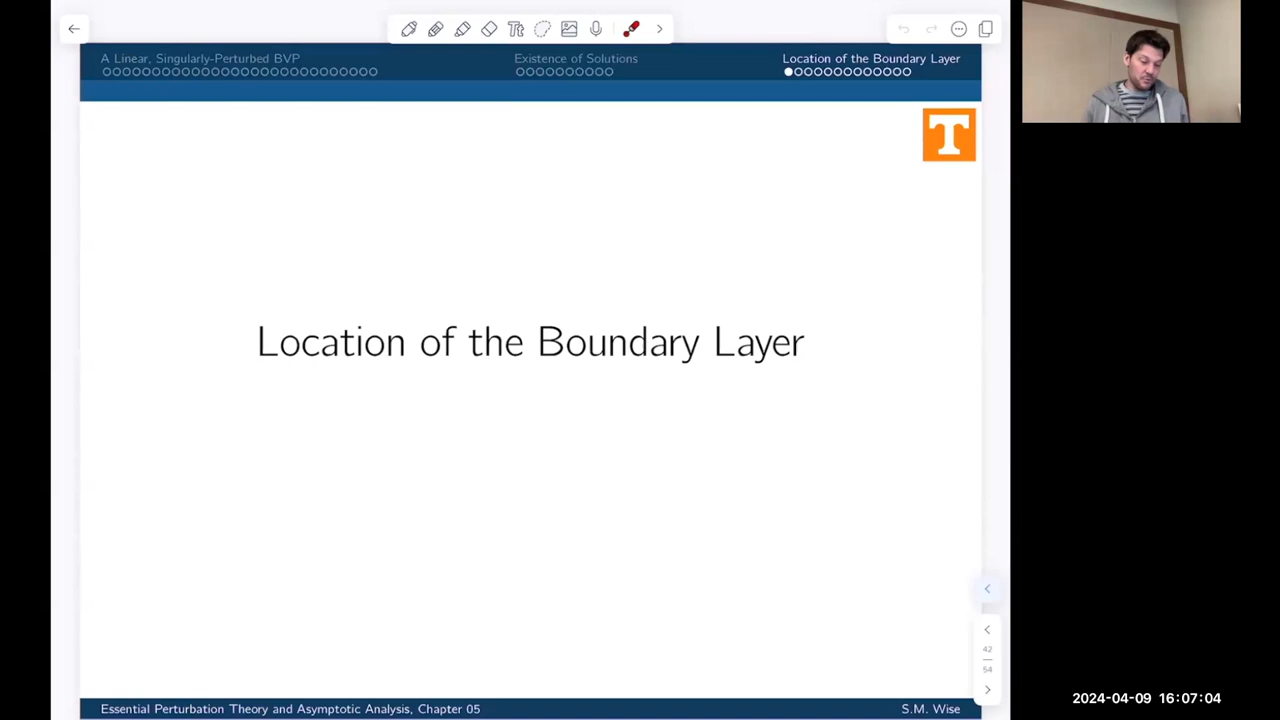 Tt
A Linear, Singularly-Perturbed BVP
Existence of Solutions
Location of the Boundary Layer
T
Location of the Boundary Layer
42
54
Essential Perturbation Theory and Asymptotic Analysis, Chapter 05
S.M. Wise
2024-04-09 16:07:04